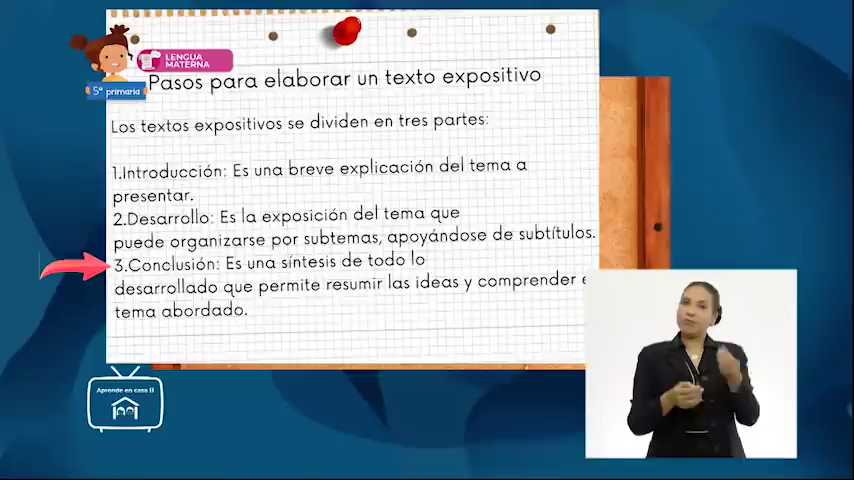 LENGUA
MATERNA
5° primaria
Pasos para elaborar un texto expositivo
Los textos expositivos se dividen en tres partes:
1.Introducción: Es una breve explicación del tema a
presentar.
2.Desarrollo: Es la exposición del tema que
puede organizarse por subtemas, apoyándose de subtítulos.
3.Conclusión: Es una síntesis de todo lo
desarrollado que permite resumir las ideas y comprender e
tema abordado.
Aprende en casa II